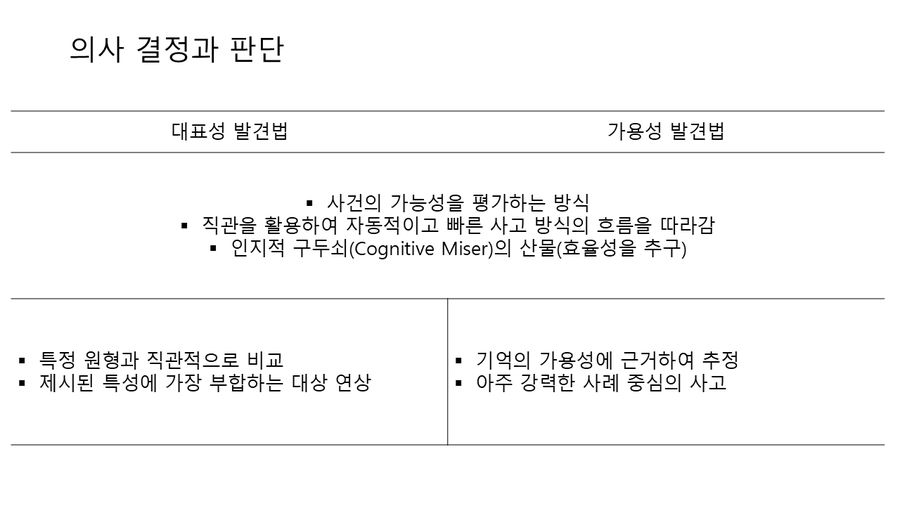 의사 결정과 판단
대표성 발견법
가용성 발견법
▪ 사건의 가능성을 평가하는 방식
▪ 직관을 활용하여 자동적이고 빠른 사고 방식의 흐름을 따라감
▪ 인지적 구두쇠(Cognitive Miser)의 산물(효율성을 추구)
▪ 특정 원형과 직관적으로 비교
▪ 제시된 특성에 가장 부합하는 대상 연상
▪ 기억의 가용성에 근거하여 추정
▪ 아주 강력한 사례 중심의 사고